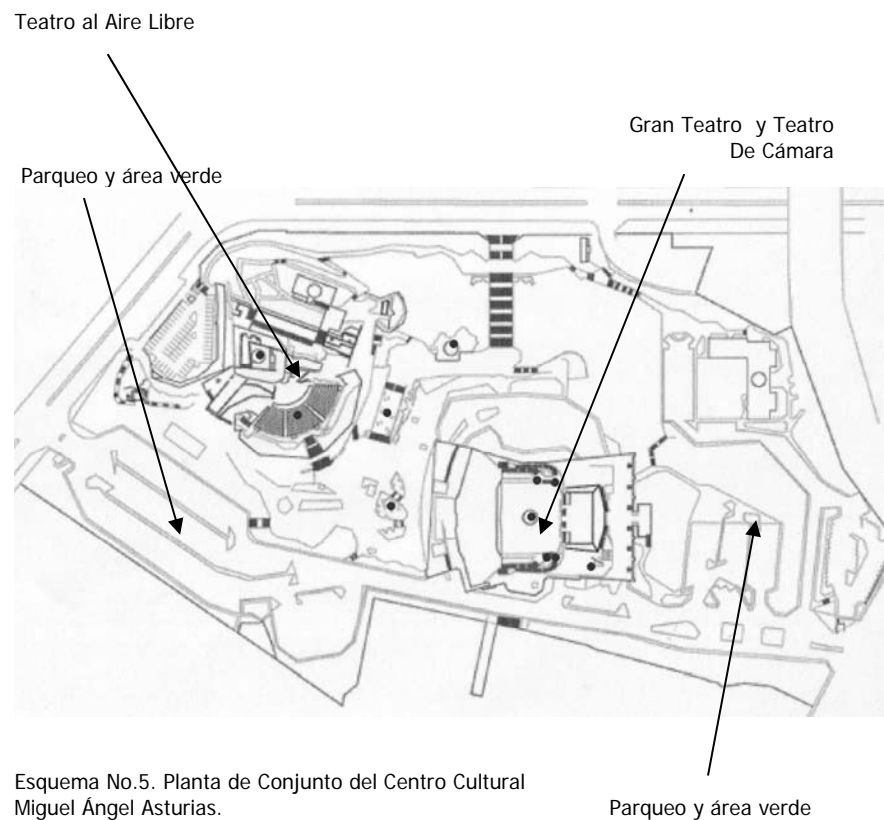 Teatro al Aire Libre
Gran Teatro y Teatro
De Cámara
Parqueo y área verde
Esquema No.5. Planta de Conjunto del Centro Cultural
Miguel Ángel Asturias.
Parqueo y área verde